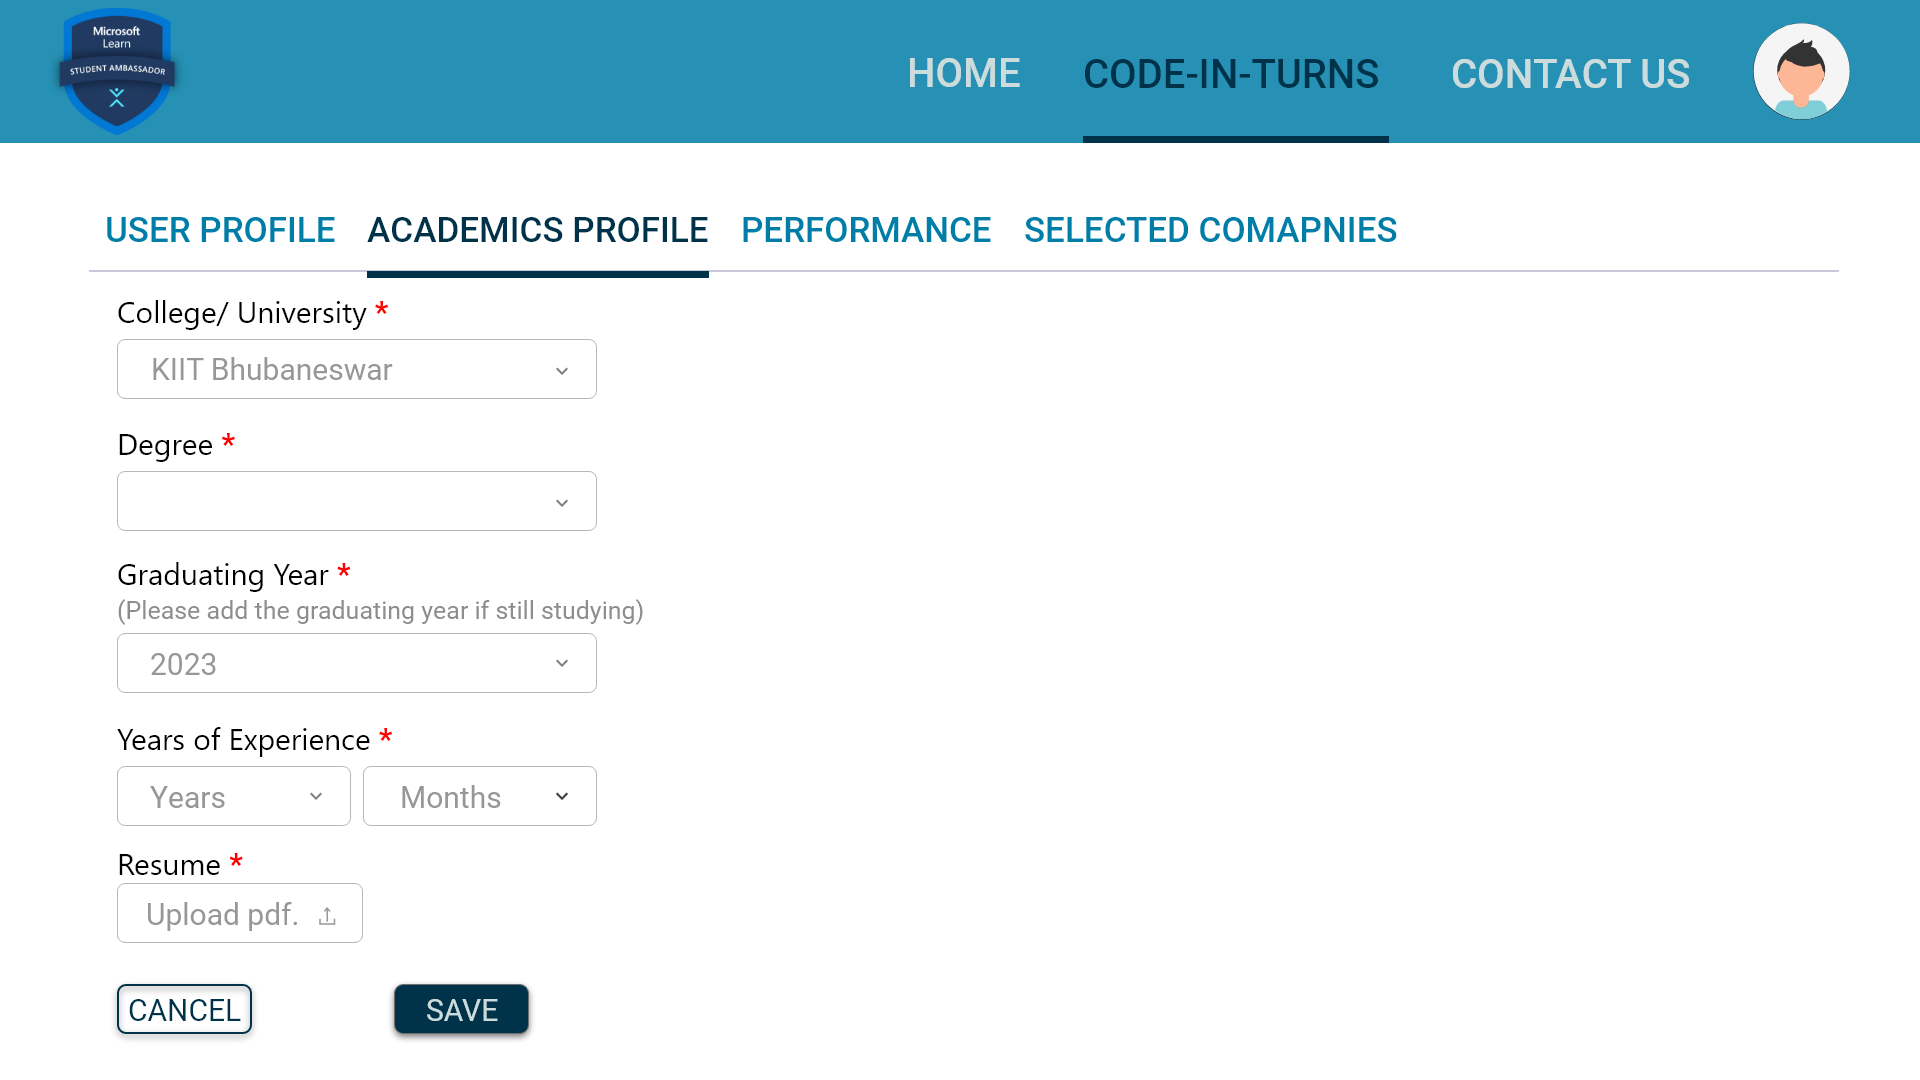 Microsoft
Learn
STUDENT AMBASSADOR
HOME CODE-IN-TURNS CONTACT US
USER PROFILE ACADEMICS PROFILE PERFORMANCE SELECTED COMAPNIES
College/ University *
KIIT Bhubaneswar
Degree *
Graduating Year *
(Please add the graduating year if still studying)
2023
Years of Experience *
Years Months
Resume *
Upload pdf.
CANCEL SAVE